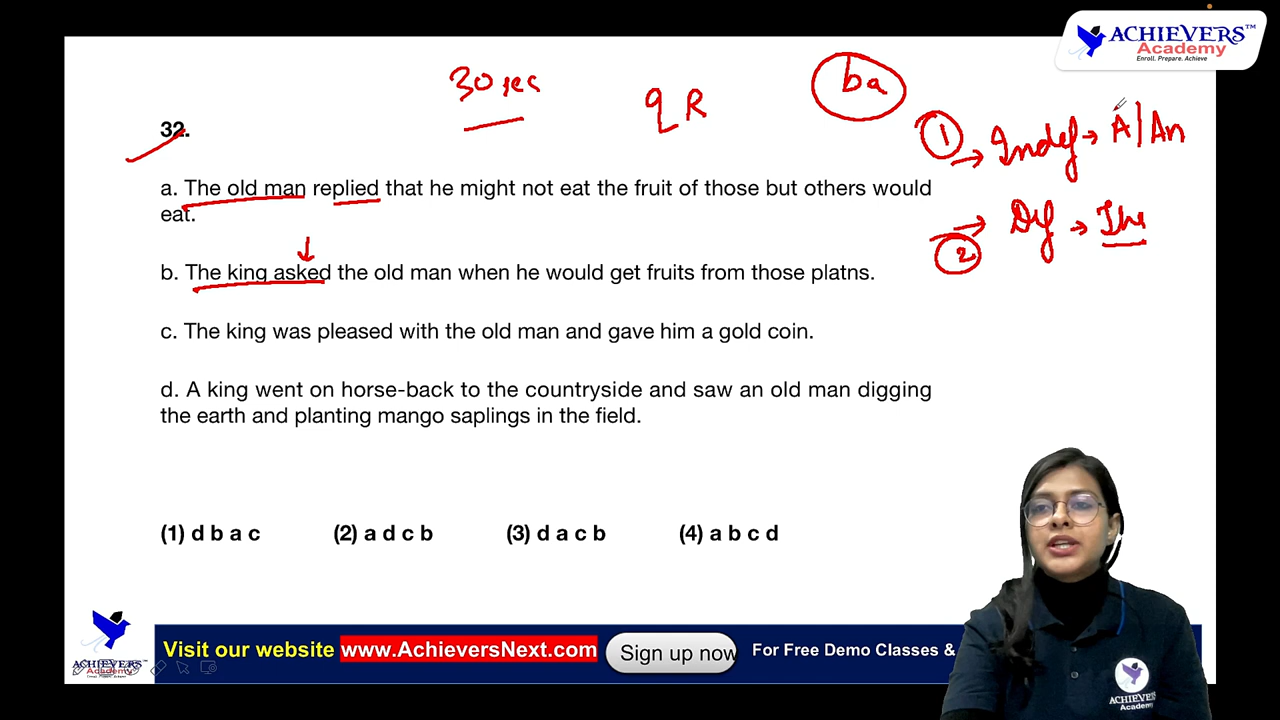 ACHIEVERS™
Academy
Enroll. Prepare. Achieve
30 sec
qR
ba
1 → Indef → A/An
2 → Def → The
32.
a. The old man replied that he might not eat the fruit of those but others would
eat.
b. The king asked the old man when he would get fruits from those platns.
c. The king was pleased with the old man and gave him a gold coin.
d. A king went on horse-back to the countryside and saw an old man digging
the earth and planting mango saplings in the field.
(1) d b a c (2) a d c b (3) d a c b (4) a b c d
ACHIEVERS
Academy
Visit our website www.AchieversNext.com Sign up now For Free Demo Classes &
ACHIEVERS
Academy